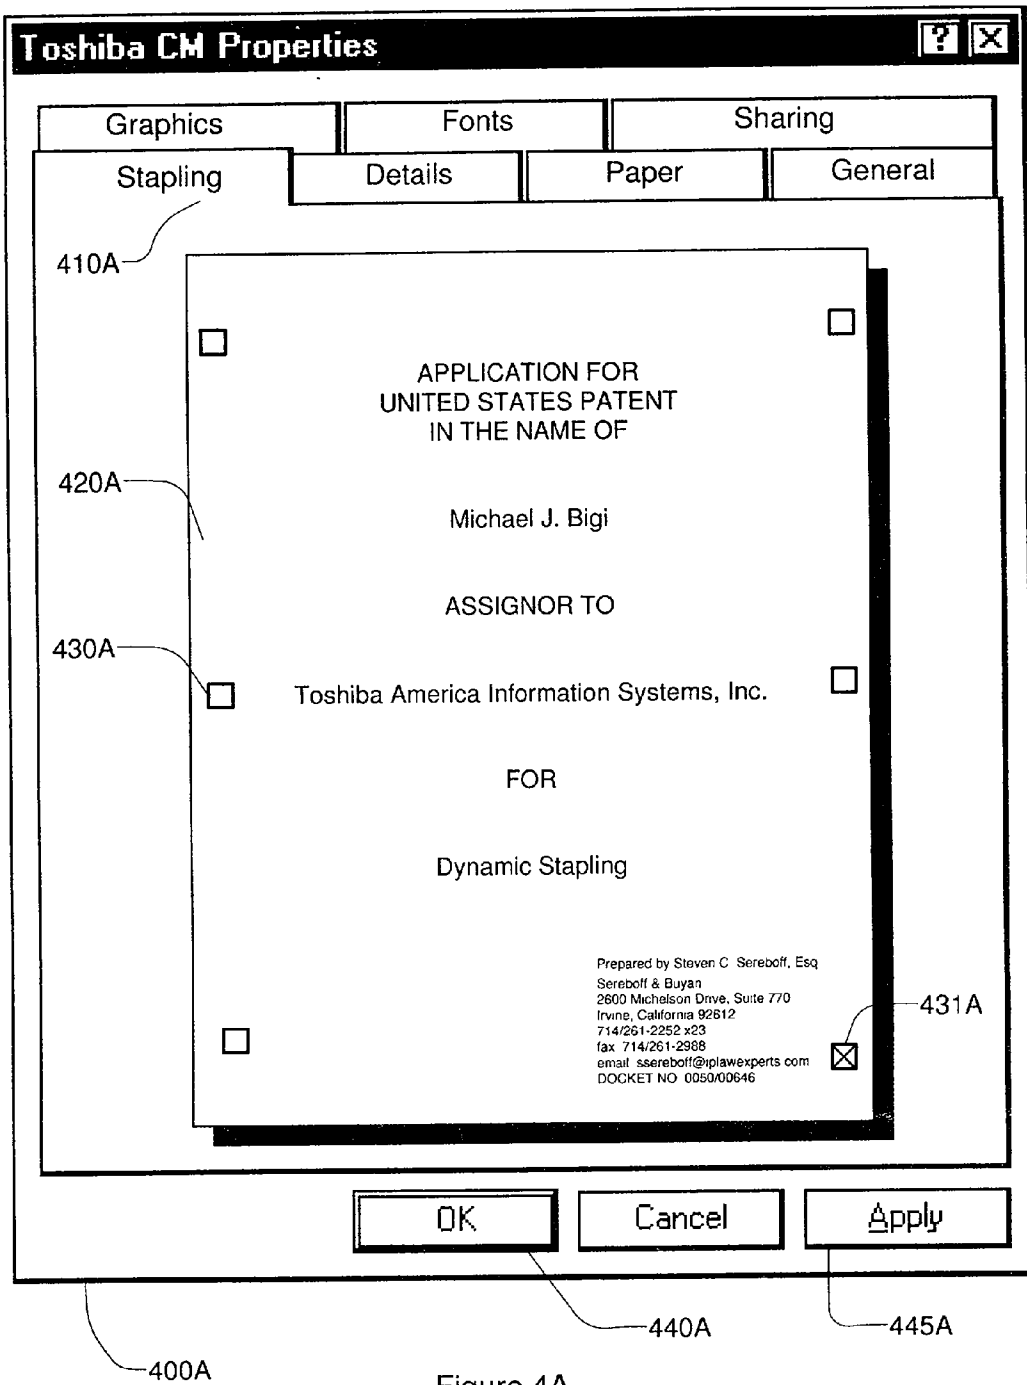 Toshiba CM Properties
Graphics
Fonts
Sharing
Stapling
Details
Paper
General
410A
APPLICATION FOR
UNITED STATES PATENT
IN THE NAME OF
420A
Michael J. Bigi
ASSIGNOR TO
430A
Toshiba America Information Systems, Inc.
FOR
Dynamic Stapling
Prepared by Steven C Sereboff, Esq
Sereboff & Buyan
2600 Michelson Drive, Suite 770
Irvine, California 92612
714/261-2252 x23
fax 714/261-2988
email ssereboff@iplawexperts com
DOCKET NO 0050/00646
431A
OK
Cancel
Apply
440A
445A
400A
Figure 4A